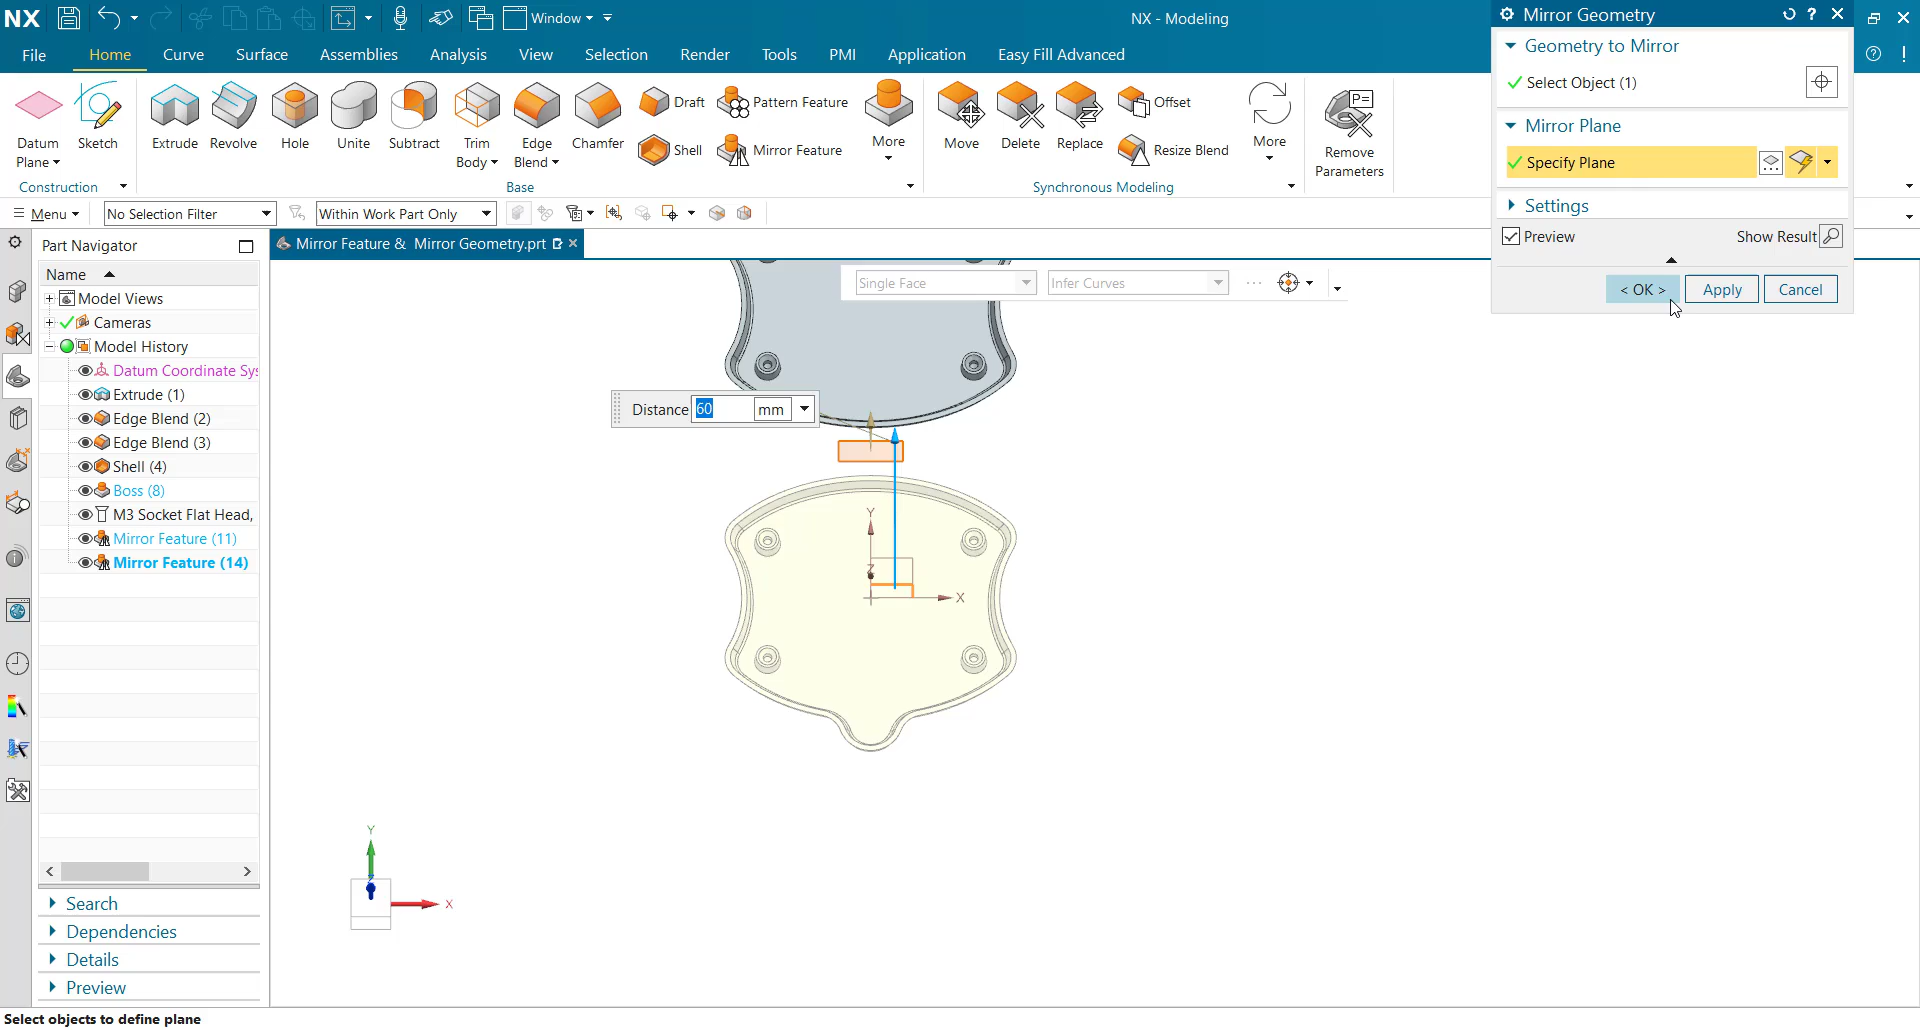 NX
Window
NX - Modeling
Mirror Geometry
File
Home
Curve
Surface
Assemblies
Analysis
View
Selection
Render
Tools
PMI
Application
Easy Fill Advanced
Geometry to Mirror
Select Object (1)
Mirror Plane
Specify Plane
Settings
Preview
Show Result
< OK >
Apply
Cancel
Datum
Plane
Sketch
Extrude
Revolve
Hole
Unite
Subtract
Trim
Body
Edge
Blend
Chamfer
Draft
Shell
Pattern Feature
Mirror Feature
More
Move
Delete
Replace
Offset
Resize Blend
More
P=
Remove
Parameters
Construction
Base
Synchronous Modeling
Menu
No Selection Filter
Within Work Part Only
Part Navigator
Mirror Feature & Mirror Geometry.prt
Name
Model Views
Cameras
Model History
Datum Coordinate Sys
Extrude (1)
Edge Blend (2)
Edge Blend (3)
Shell (4)
Boss (8)
M3 Socket Flat Head,
Mirror Feature (11)
Mirror Feature (14)
Single Face
Infer Curves
Distance 60 mm
Y
Z
X
Y
X
Search
Dependencies
Details
Preview
Select objects to define plane